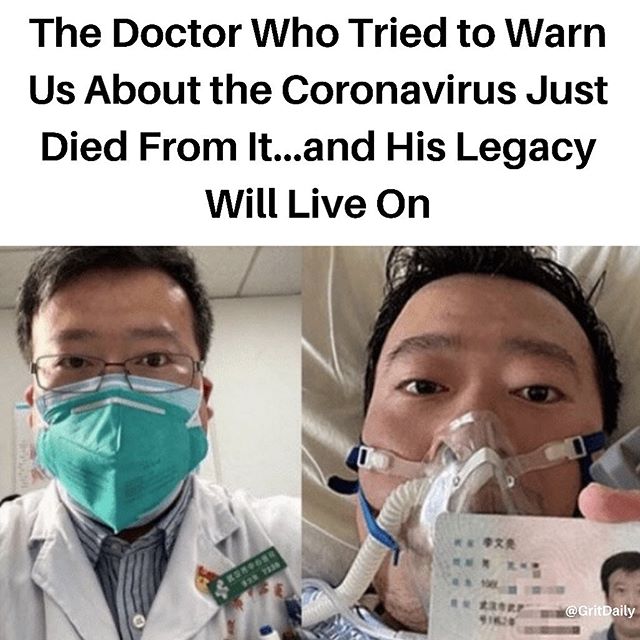 The Doctor Who Tried to Warn
Us About the Coronavirus Just
Died From It...and His Legacy
Will Live On
李文亮
@GritDaily